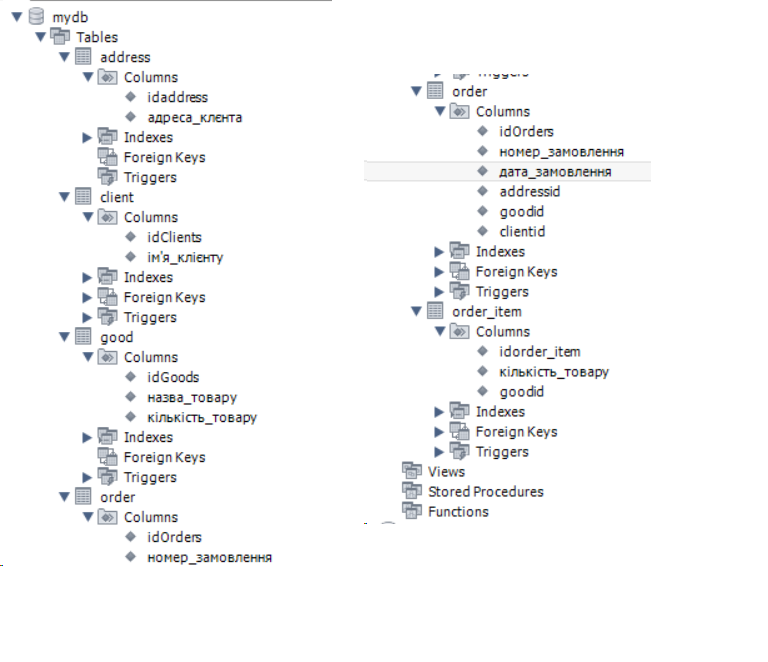 mydb
Tables
address
Columns
idaddress
адреса_клєнта
Indexes
Foreign Keys
Triggers
client
Columns
idClients
ім'я_клієнту
Indexes
Foreign Keys
Triggers
good
Columns
idGoods
назва_товару
кількість_товару
Indexes
Foreign Keys
Triggers
order
Columns
idOrders
номер_замовлення
Triggers
order
Columns
idOrders
номер_замовлення
дата_замовлення
addressid
goodid
clientid
Indexes
Foreign Keys
Triggers
order_item
Columns
idorder_item
кількість_товару
goodid
Indexes
Foreign Keys
Triggers
Views
Stored Procedures
Functions